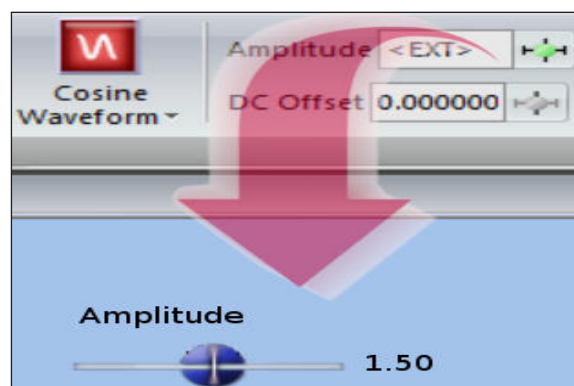 Amplitude <EXT>
Cosine
Waveform
DC Offset 0.000000
Amplitude
1.50